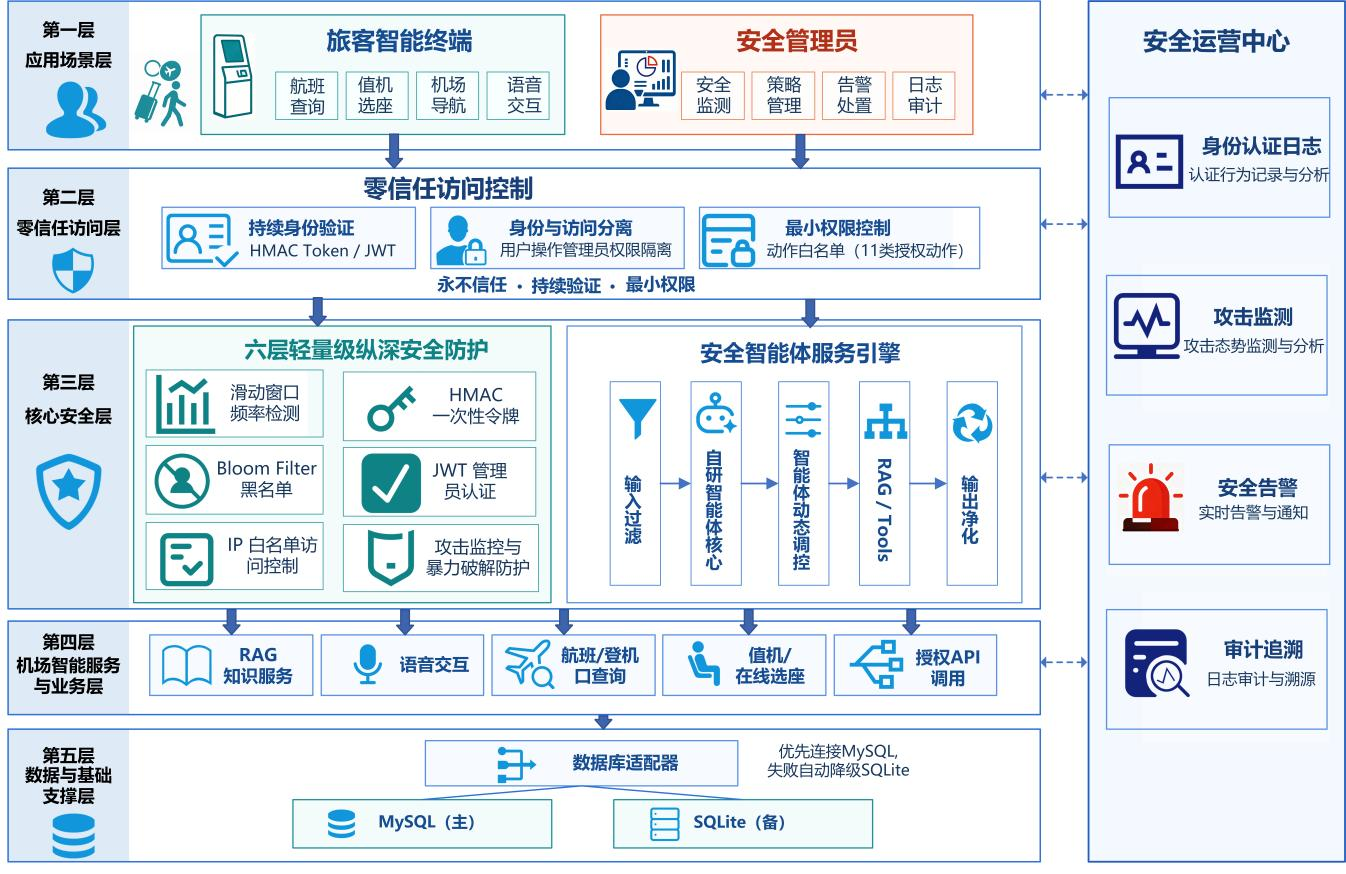 第一层
应用场景层
旅客智能终端
航班
查询
值机
选座
机场
导航
语音
交互
安全管理员
安全
监测
策略
管理
告警
处置
日志
审计
第二层
零信任访问层
零信任访问控制
持续身份验证
HMAC Token / JWT
身份与访问分离
用户操作管理员权限隔离
最小权限控制
动作白名单（11类授权动作）
永不信任 · 持续验证 · 最小权限
第三层
核心安全层
六层轻量级纵深安全防护
滑动窗口
频率检测
HMAC
一次性令牌
Bloom Filter
黑名单
JWT 管理
员认证
IP 白名单访
问控制
攻击监控与
暴力破解防护
安全智能体服务引擎
输入过滤
自研智能体核心
智能体动态调控
RAG / Tools
输出净化
第四层
机场智能服务
与业务层
RAG
知识服务
语音交互
航班/登机
口查询
值机/
在线选座
授权API
调用
第五层
数据与基础
支撑层
数据库适配器
优先连接MySQL,
失败自动降级SQLite
MySQL（主）
SQLite（备）
安全运营中心
身份认证日志
认证行为记录与分析
攻击监测
攻击态势监测与分析
安全告警
实时告警与通知
审计追溯
日志审计与溯源